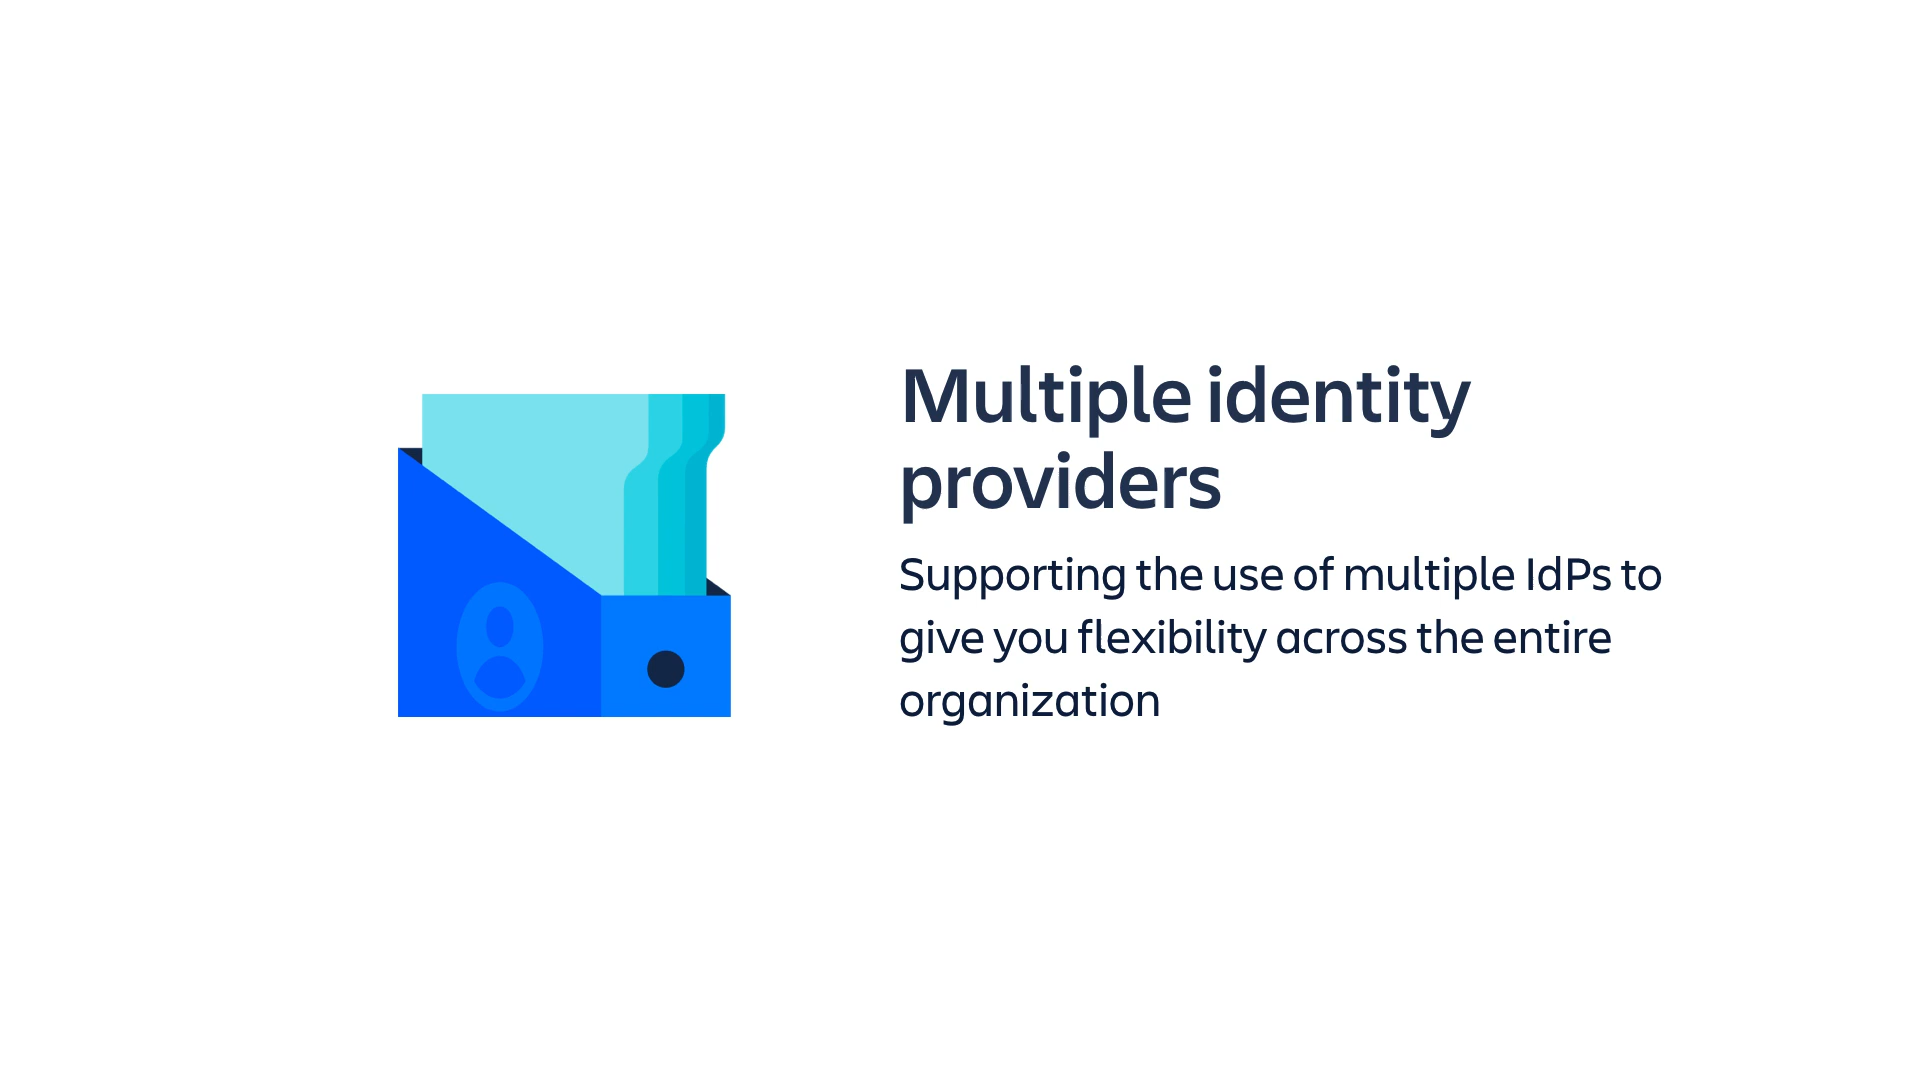 Multiple identity
providers
Supporting the use of multiple IdPs to
give you flexibility across the entire
organization